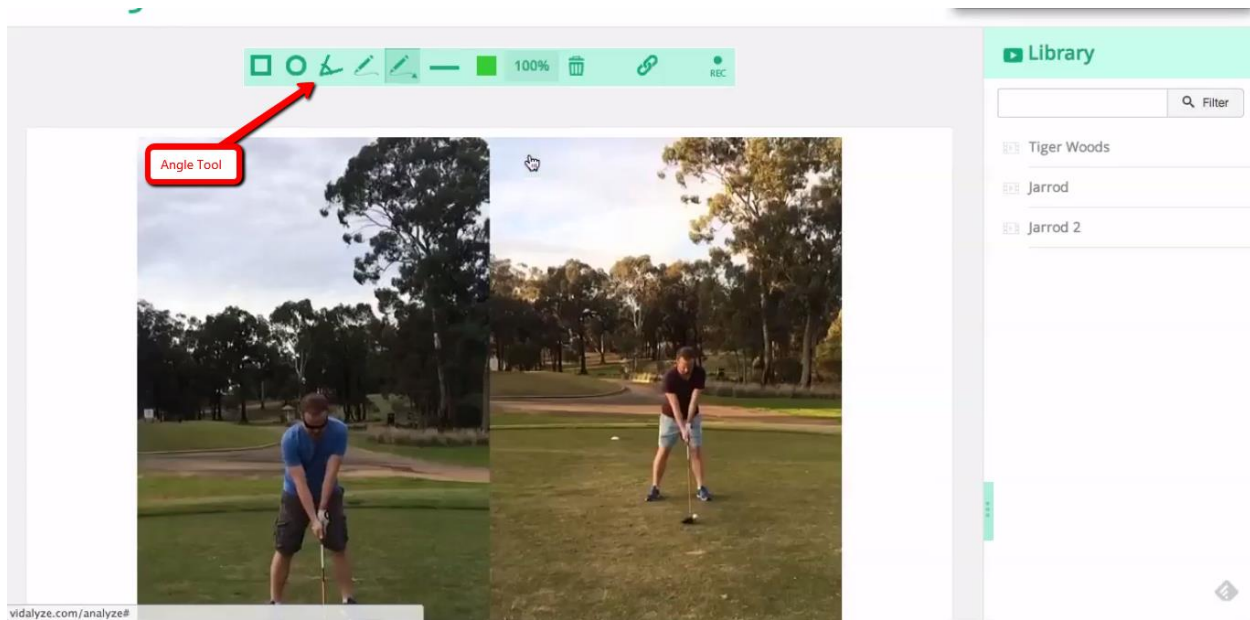 100%
REC
Library
Filter
Angle Tool
Tiger Woods
Jarrod
Jarrod 2
vidalyze.com/analyze#